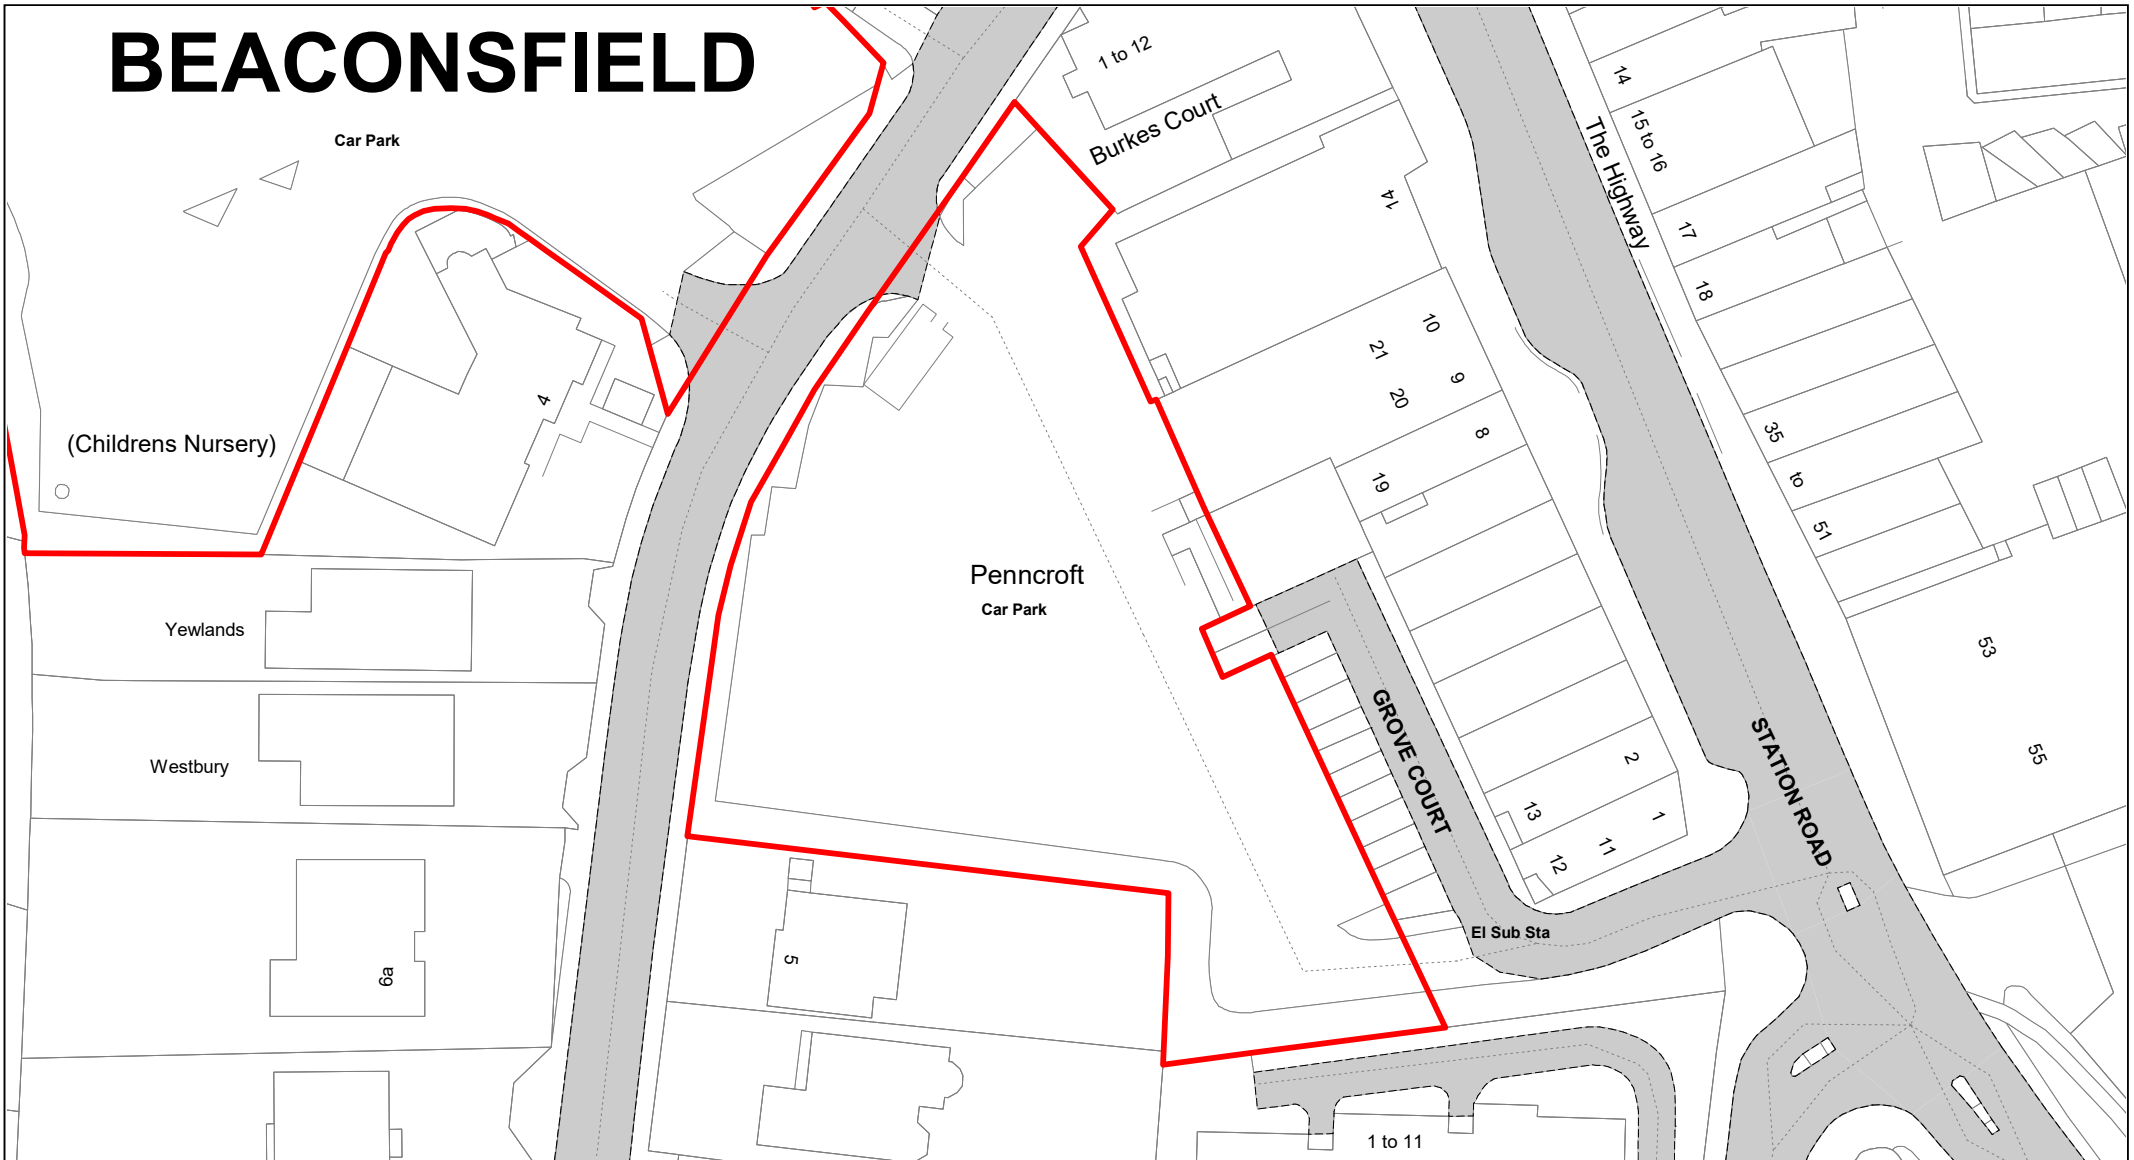 BEACONSFIELD
Car Park
1 to 12
Burkes Court
14
The Highway
14
15 to 16
17
18
(Childrens Nursery)
4
10
21
9
20
8
19
35
to
51
Penncroft
Car Park
Yewlands
Westbury
53
55
GROVE COURT
STATION ROAD
2
1
13
11
12
El Sub Sta
5
6a
1 to 11